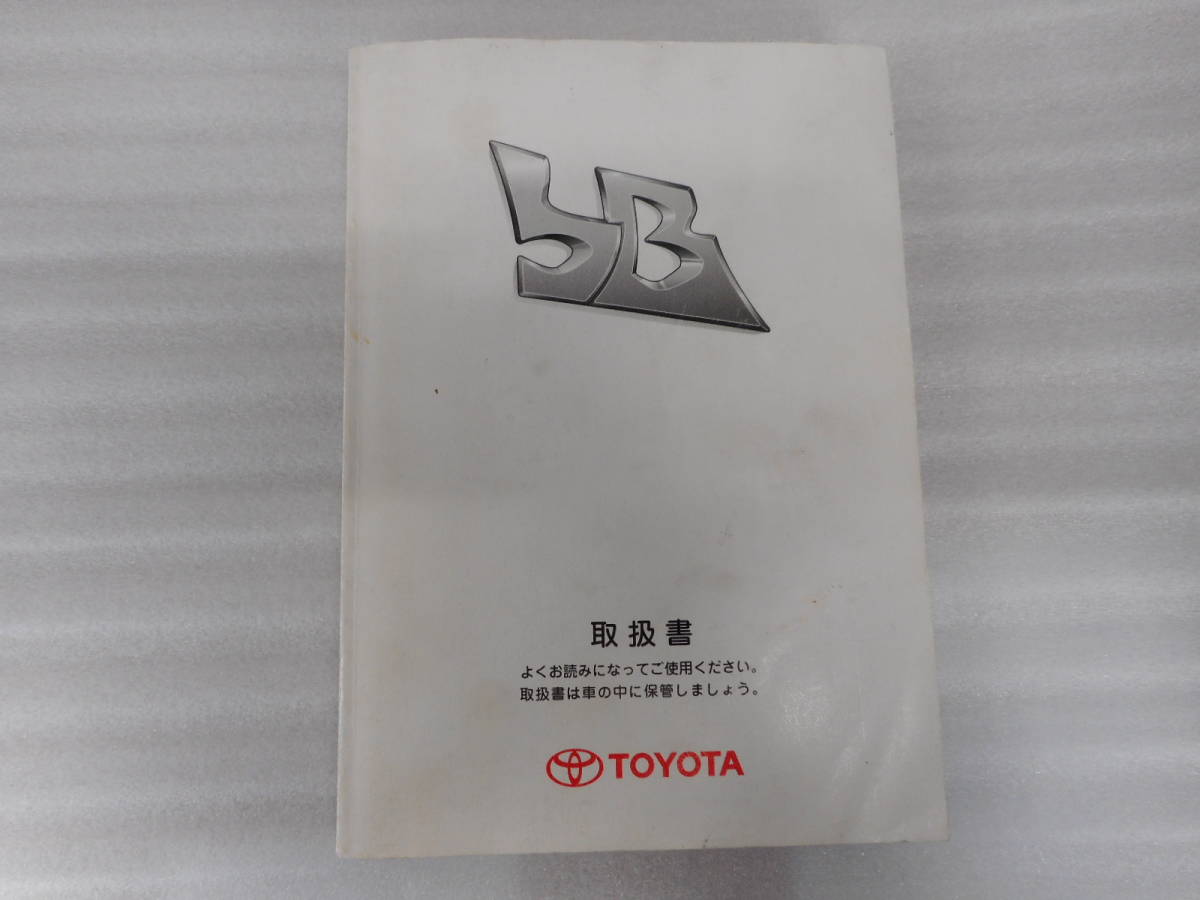 bB
取扱書
よくお読みになってご使用ください。
取扱書は車の中に保管しましょう。
TOYOTA